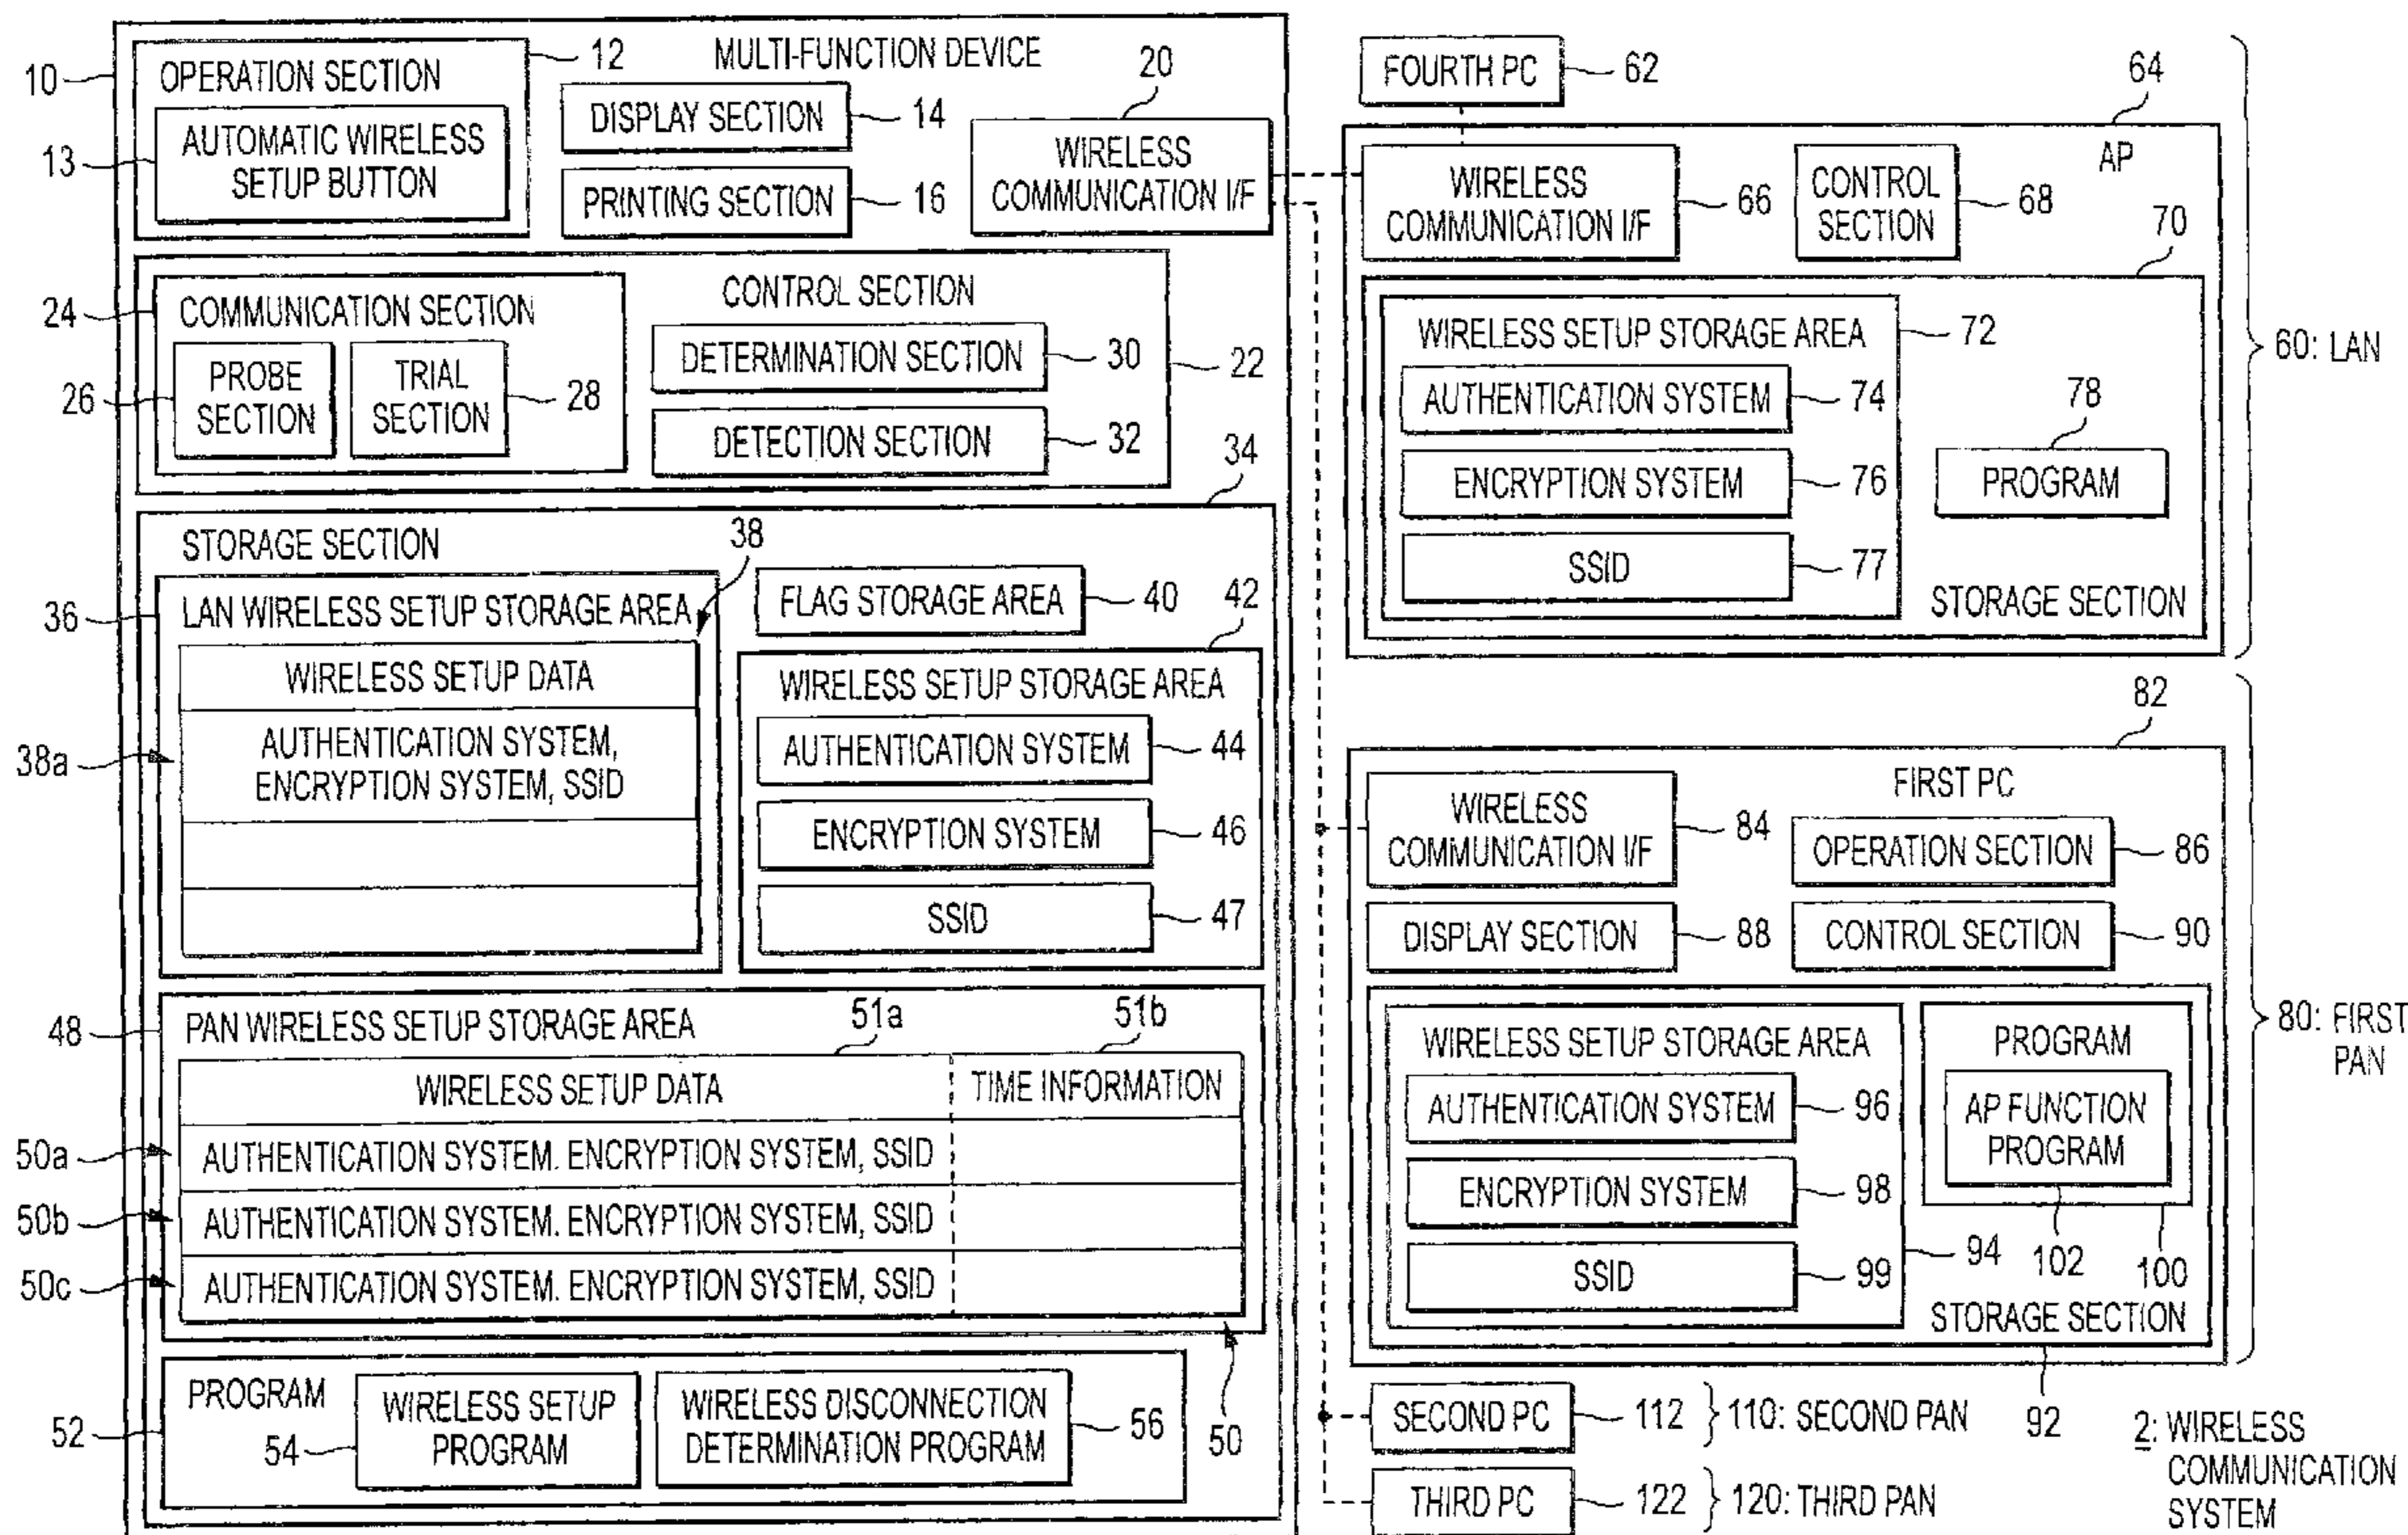 MULTI-FUNCTION DEVICE
10
OPERATION SECTION
12
13
AUTOMATIC WIRELESS
SETUP BUTTON
DISPLAY SECTION
14
PRINTING SECTION
16
20
WIRELESS
COMMUNICATION I/F
CONTROL SECTION
22
24
COMMUNICATION SECTION
26
PROBE
SECTION
TRIAL
SECTION
28
DETERMINATION SECTION
30
DETECTION SECTION
32
34
STORAGE SECTION
36
LAN WIRELESS SETUP STORAGE AREA
38
WIRELESS SETUP DATA
38a
AUTHENTICATION SYSTEM,
ENCRYPTION SYSTEM, SSID
FLAG STORAGE AREA
40
42
WIRELESS SETUP STORAGE AREA
AUTHENTICATION SYSTEM
44
ENCRYPTION SYSTEM
46
SSID
47
48
PAN WIRELESS SETUP STORAGE AREA
51a
51b
WIRELESS SETUP DATA
TIME INFORMATION
50a
AUTHENTICATION SYSTEM. ENCRYPTION SYSTEM, SSID
50b
AUTHENTICATION SYSTEM. ENCRYPTION SYSTEM, SSID
50c
AUTHENTICATION SYSTEM. ENCRYPTION SYSTEM, SSID
50
52
PROGRAM
54
WIRELESS SETUP
PROGRAM
WIRELESS DISCONNECTION
DETERMINATION PROGRAM
56
FOURTH PC
62
64
AP
WIRELESS
COMMUNICATION I/F
66
CONTROL
SECTION
68
70
WIRELESS SETUP STORAGE AREA
72
AUTHENTICATION SYSTEM
74
ENCRYPTION SYSTEM
76
SSID
77
78
PROGRAM
STORAGE SECTION
60: LAN
82
FIRST PC
WIRELESS
COMMUNICATION I/F
84
OPERATION SECTION
86
DISPLAY SECTION
88
CONTROL SECTION
90
WIRELESS SETUP STORAGE AREA
AUTHENTICATION SYSTEM
96
ENCRYPTION SYSTEM
98
SSID
99
94
PROGRAM
AP FUNCTION
PROGRAM
102
100
STORAGE SECTION
92
80: FIRST
PAN
SECOND PC
112
110: SECOND PAN
THIRD PC
122
120: THIRD PAN
2: WIRELESS
COMMUNICATION
SYSTEM